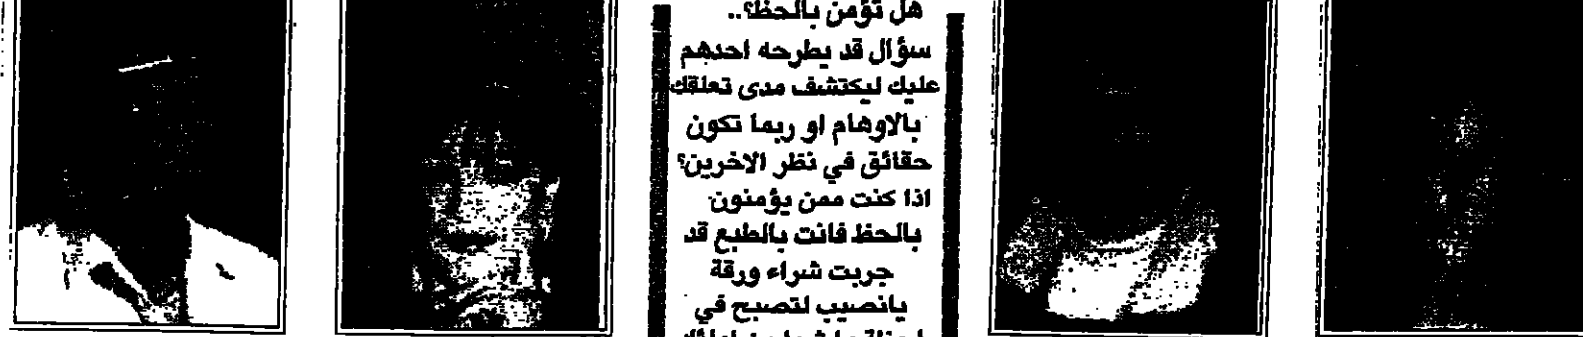 هل تؤمن بالحظ؟..
سؤال قد يطرحه احدهم
عليك ليكتشف مدى تعلقك
بالاوهام او ربما تكون
حقائق في نظر الاخرين؟
اذا كنت ممن يؤمنون
بالحظ فانت بالطبع قد
جربت شراء ورقة
يانصيب لتصبح في